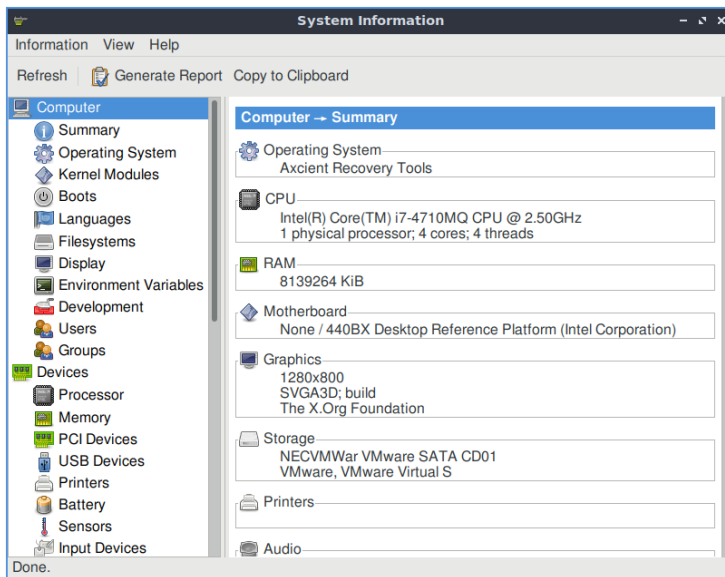 System Information
Information View Help
Refresh Generate Report Copy to Clipboard
Computer
Summary
Operating System
Kernel Modules
Boots
Languages
Filesystems
Display
Environment Variables
Development
Users
Groups
Devices
Processor
Memory
PCI Devices
USB Devices
Printers
Battery
Sensors
Input Devices
Computer → Summary
Operating System
Axcient Recovery Tools
CPU
Intel(R) Core(TM) i7-4710MQ CPU @ 2.50GHz
1 physical processor; 4 cores; 4 threads
RAM
8139264 KiB
Motherboard
None / 440BX Desktop Reference Platform (Intel Corporation)
Graphics
1280x800
SVGA3D; build
The X.Org Foundation
Storage
NECVMWar VMware SATA CD01
VMware, VMware Virtual S
Printers
Audio
Done.